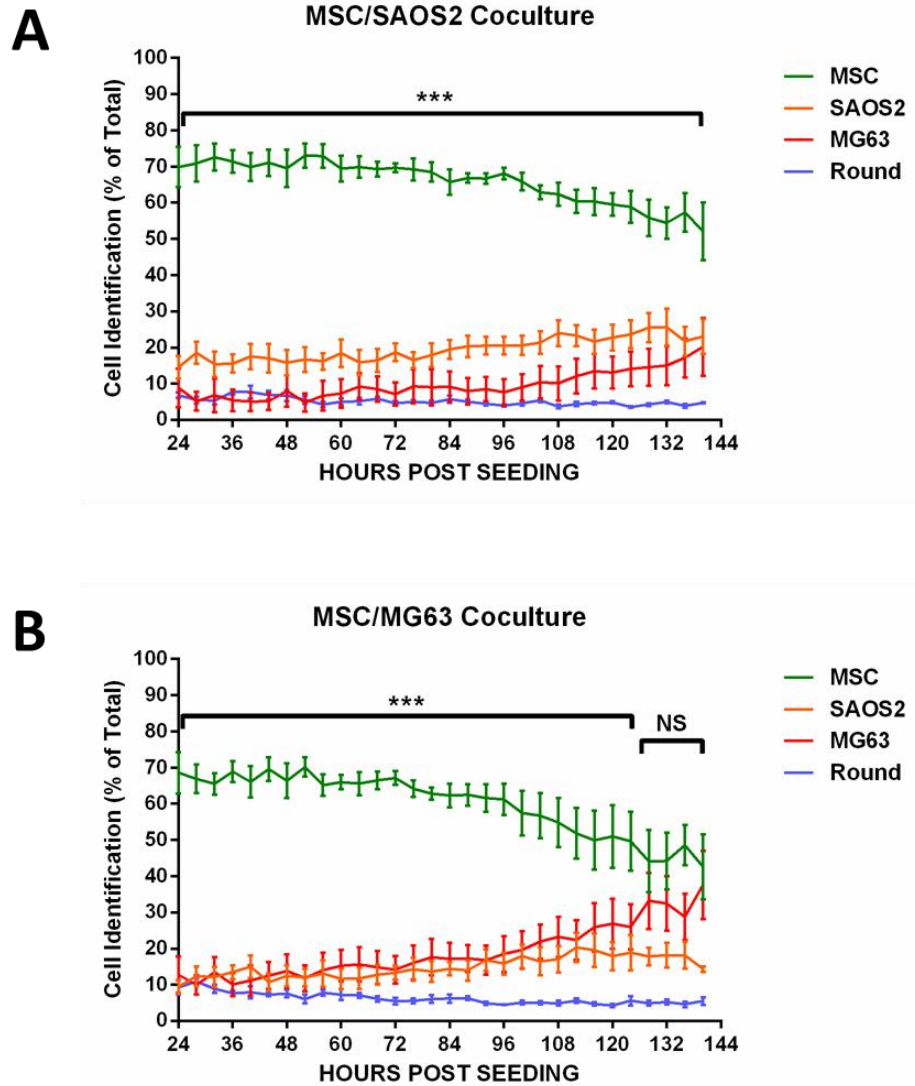 A
MSC/SAOS2 Coculture
100
90
80
70
60
50
40
30
20
10
0
Cell Identification (% of Total)
***
MSC
SAOS2
MG63
Round
24 36 48 60 72 84 96 108 120 132 144
HOURS POST SEEDING
B
MSC/MG63 Coculture
100
90
80
70
60
50
40
30
20
10
0
Cell Identification (% of Total)
***
NS
MSC
SAOS2
MG63
Round
24 36 48 60 72 84 96 108 120 132 144
HOURS POST SEEDING